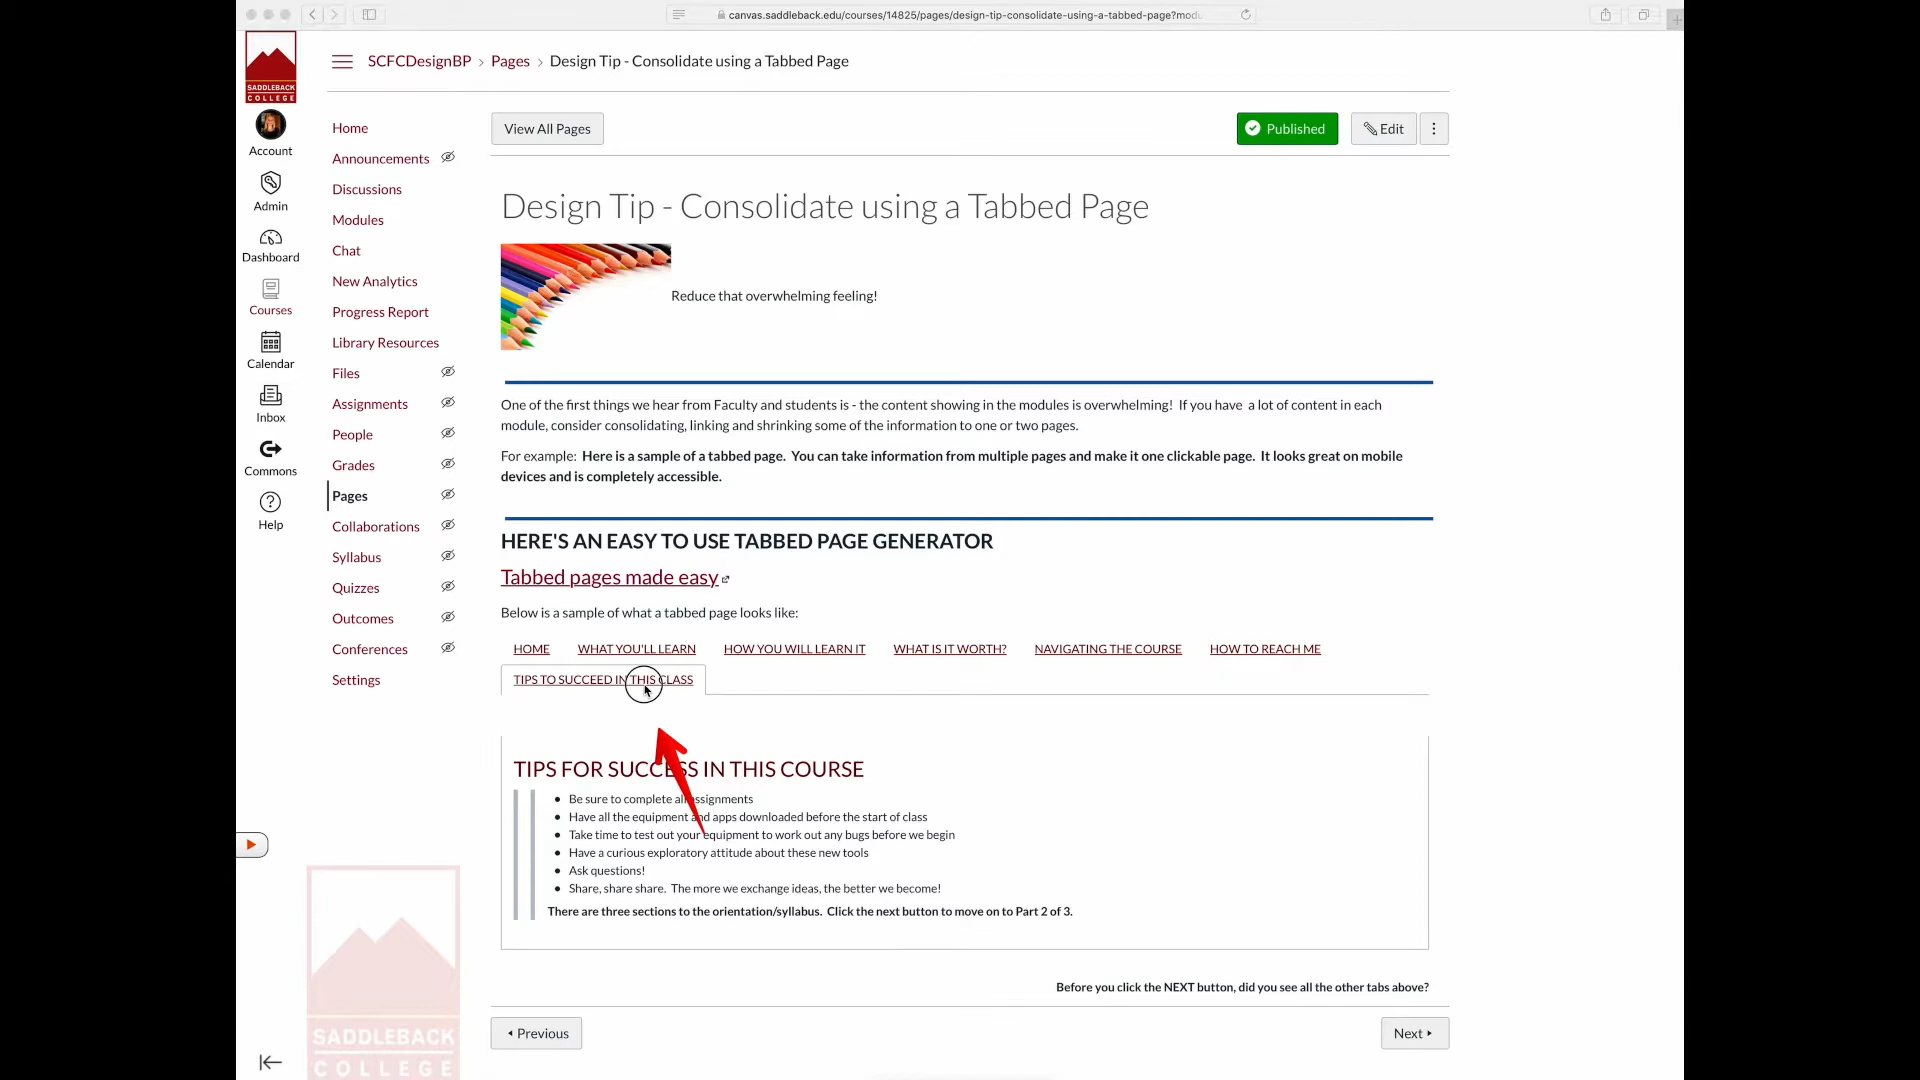 canvas.saddleback.edu/courses/14825/pages/design-tip-consolidate-using-a-tabbed-page?modu
SADDLEBACK
COLLEGE
SCFCDesignBP › Pages › Design Tip - Consolidate using a Tabbed Page
Account
Admin
Dashboard
Courses
Calendar
Inbox
Commons
Help
Home
Announcements
Discussions
Modules
Chat
New Analytics
Progress Report
Library Resources
Files
Assignments
People
Grades
Pages
Collaborations
Syllabus
Quizzes
Outcomes
Conferences
Settings
View All Pages
Published
Edit
Design Tip - Consolidate using a Tabbed Page
Reduce that overwhelming feeling!
One of the first things we hear from Faculty and students is - the content showing in the modules is overwhelming! If you have a lot of content in each
module, consider consolidating, linking and shrinking some of the information to one or two pages.
For example: Here is a sample of a tabbed page. You can take information from multiple pages and make it one clickable page. It looks great on mobile
devices and is completely accessible.
HERE'S AN EASY TO USE TABBED PAGE GENERATOR
Tabbed pages made easy
Below is a sample of what a tabbed page looks like:
HOME WHAT YOU'LL LEARN HOW YOU WILL LEARN IT WHAT IS IT WORTH? NAVIGATING THE COURSE HOW TO REACH ME
TIPS TO SUCCEED IN THIS CLASS
TIPS FOR SUCCESS IN THIS COURSE
• Be sure to complete all assignments
• Have all the equipment and apps downloaded before the start of class
• Take time to test out your equipment to work out any bugs before we begin
• Have a curious exploratory attitude about these new tools
• Ask questions!
• Share, share share. The more we exchange ideas, the better we become!
There are three sections to the orientation/syllabus. Click the next button to move on to Part 2 of 3.
Before you click the NEXT button, did you see all the other tabs above?
Previous
Next
SADDLEBACK
COLLEGE